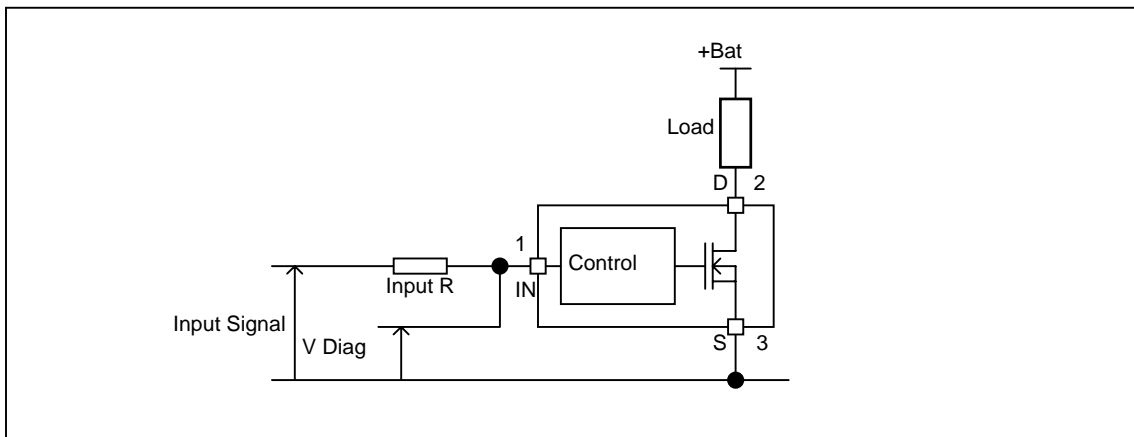 +Bat
Load
D 2
1
Control
Input R
IN
Input Signal
V Diag
S 3